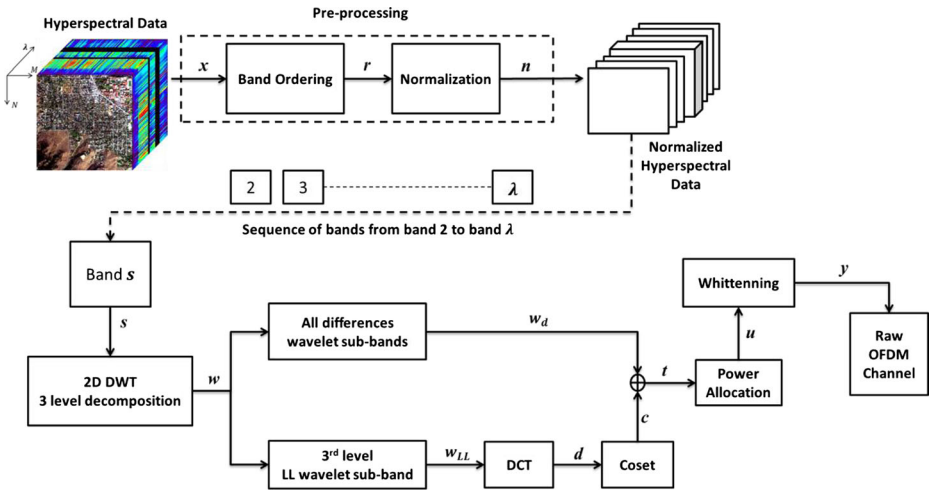 Pre-processing
Hyperspectral Data
λ
M
N
x
Band Ordering
r
Normalization
n
Normalized
Hyperspectral
Data
2
3
λ
Sequence of bands from band 2 to band λ
Band s
s
2D DWT
3 level decomposition
w
All differences
wavelet sub-bands
w_d
3rd level
LL wavelet sub-band
w_LL
DCT
d
Coset
c
t
Power
Allocation
u
Whittenning
y
Raw
OFDM
Channel